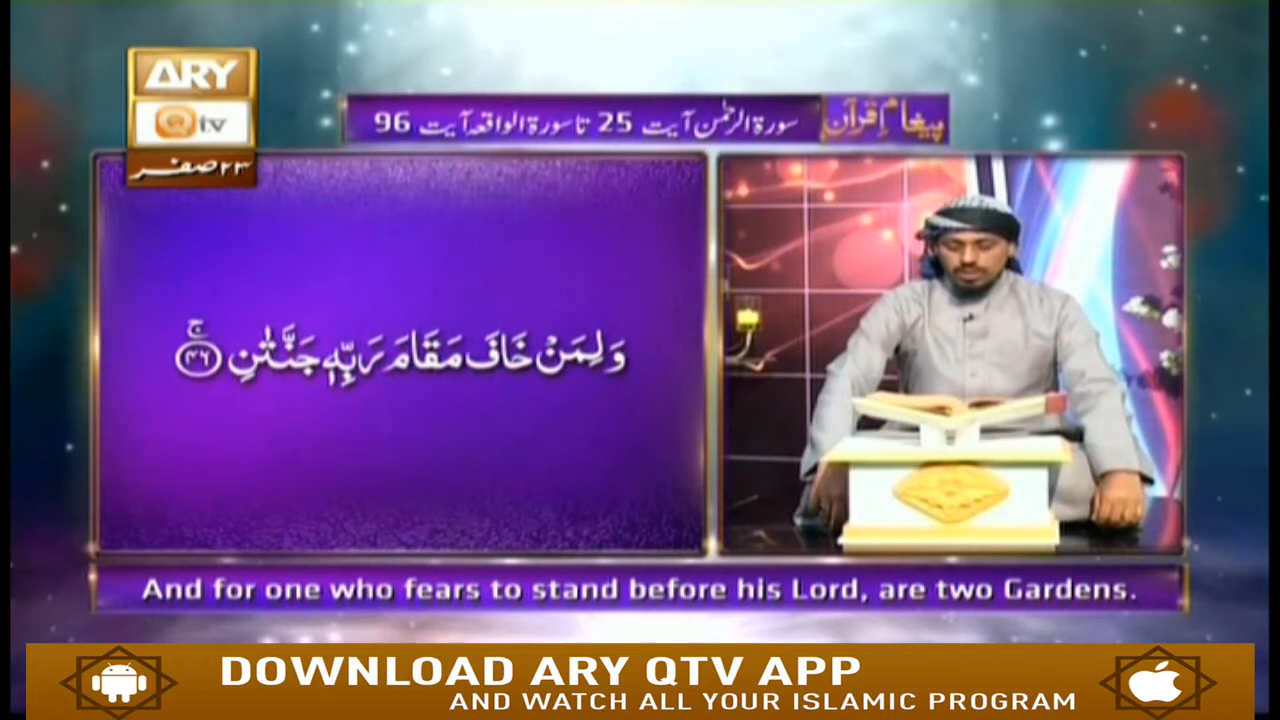 ARY
Qtv
۲۳ صفر
پیغامِ قرآن
سورۃ الرحمٰن آیت 25 تا سورۃ الواقعہ آیت 96
وَلِمَنْ خَافَ مَقَامَ رَبِّهٖ جَنَّتٰنِ ۚ ﴿۴۶﴾
And for one who fears to stand before his Lord, are two Gardens.
DOWNLOAD ARY QTV APP
AND WATCH ALL YOUR ISLAMIC PROGRAM